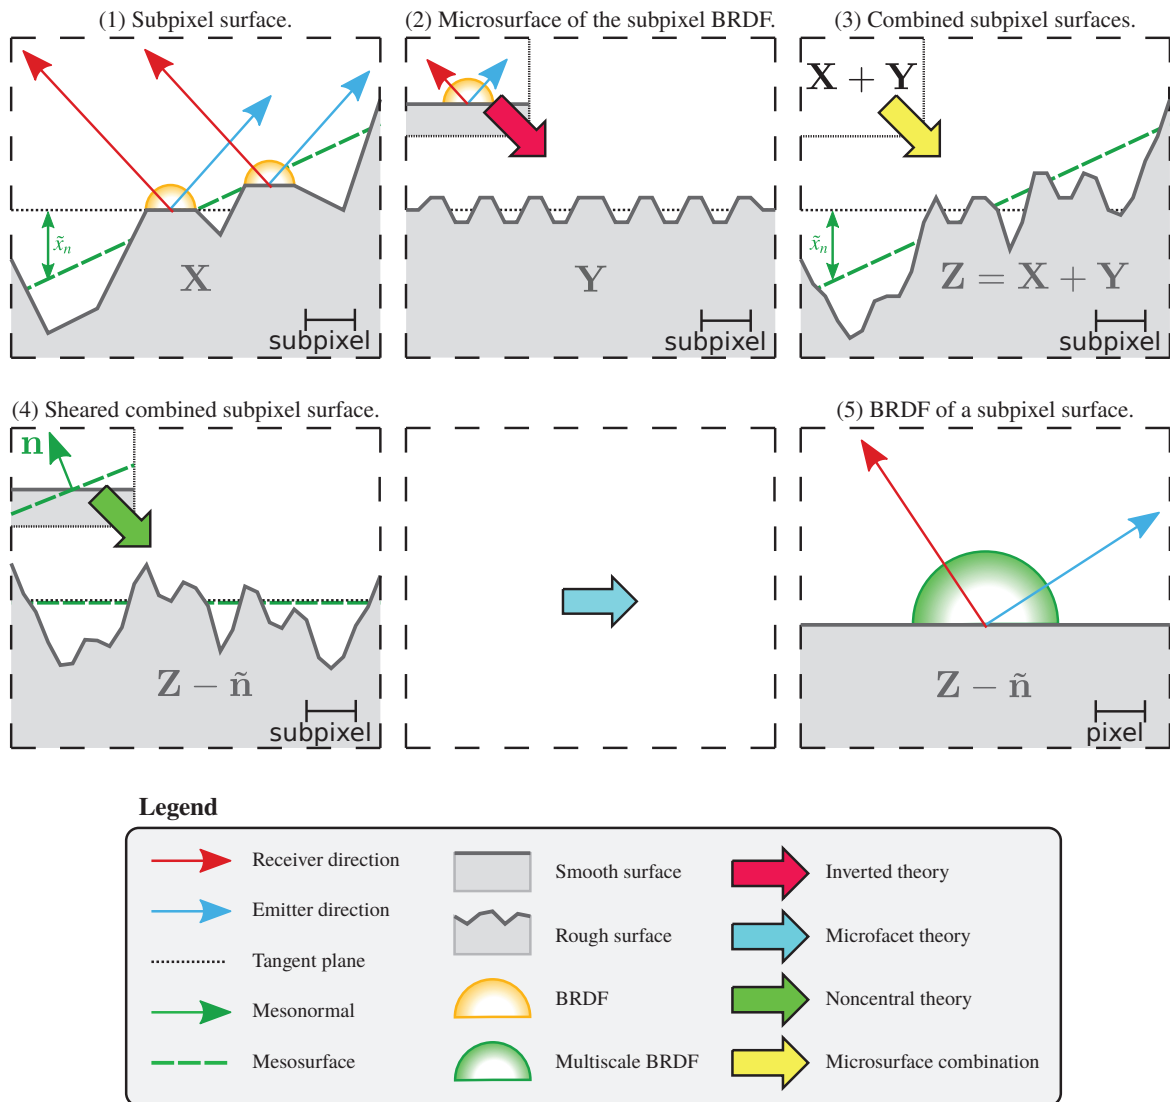 (1) Subpixel surface.
(2) Microsurface of the subpixel BRDF.
(3) Combined subpixel surfaces.
x̃ₙ
X
subpixel
Y
subpixel
X + Y
x̃ₙ
Z = X + Y
subpixel
(4) Sheared combined subpixel surface.
(5) BRDF of a subpixel surface.
n
Z − ñ
subpixel
Z − ñ
pixel
Legend
Receiver direction
Emitter direction
Tangent plane
Mesonormal
Mesosurface
Smooth surface
Rough surface
BRDF
Multiscale BRDF
Inverted theory
Microfacet theory
Noncentral theory
Microsurface combination